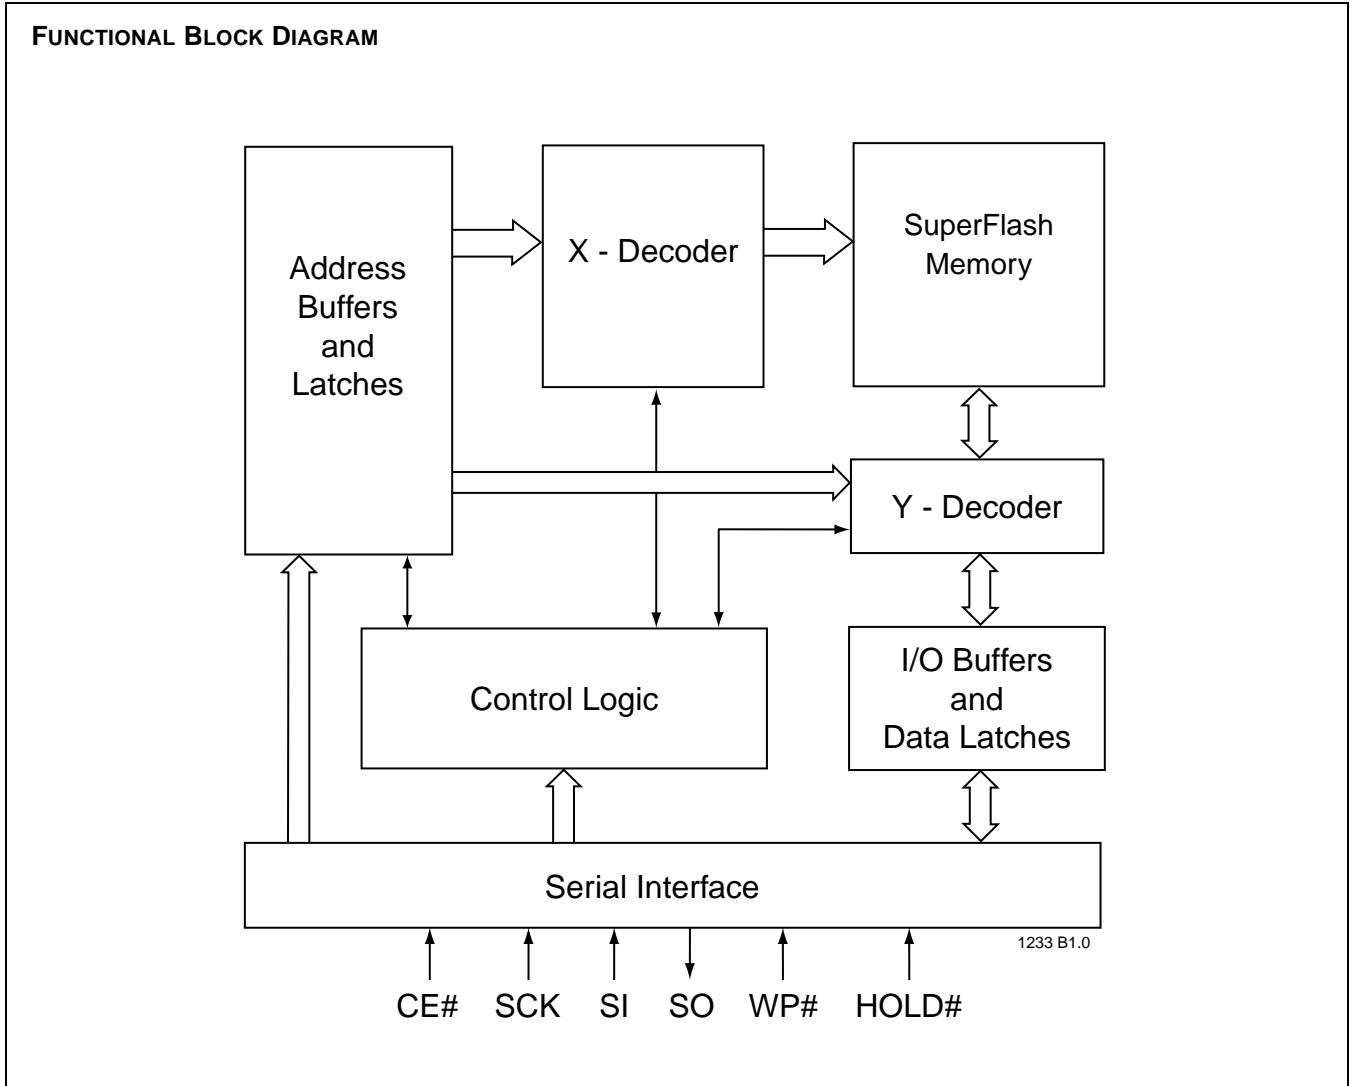 FUNCTIONAL BLOCK DIAGRAM
Address
Buffers
and
Latches
X - Decoder
SuperFlash
Memory
Y - Decoder
Control Logic
I/O Buffers
and
Data Latches
Serial Interface
1233 B1.0
CE# SCK SI SO WP# HOLD#